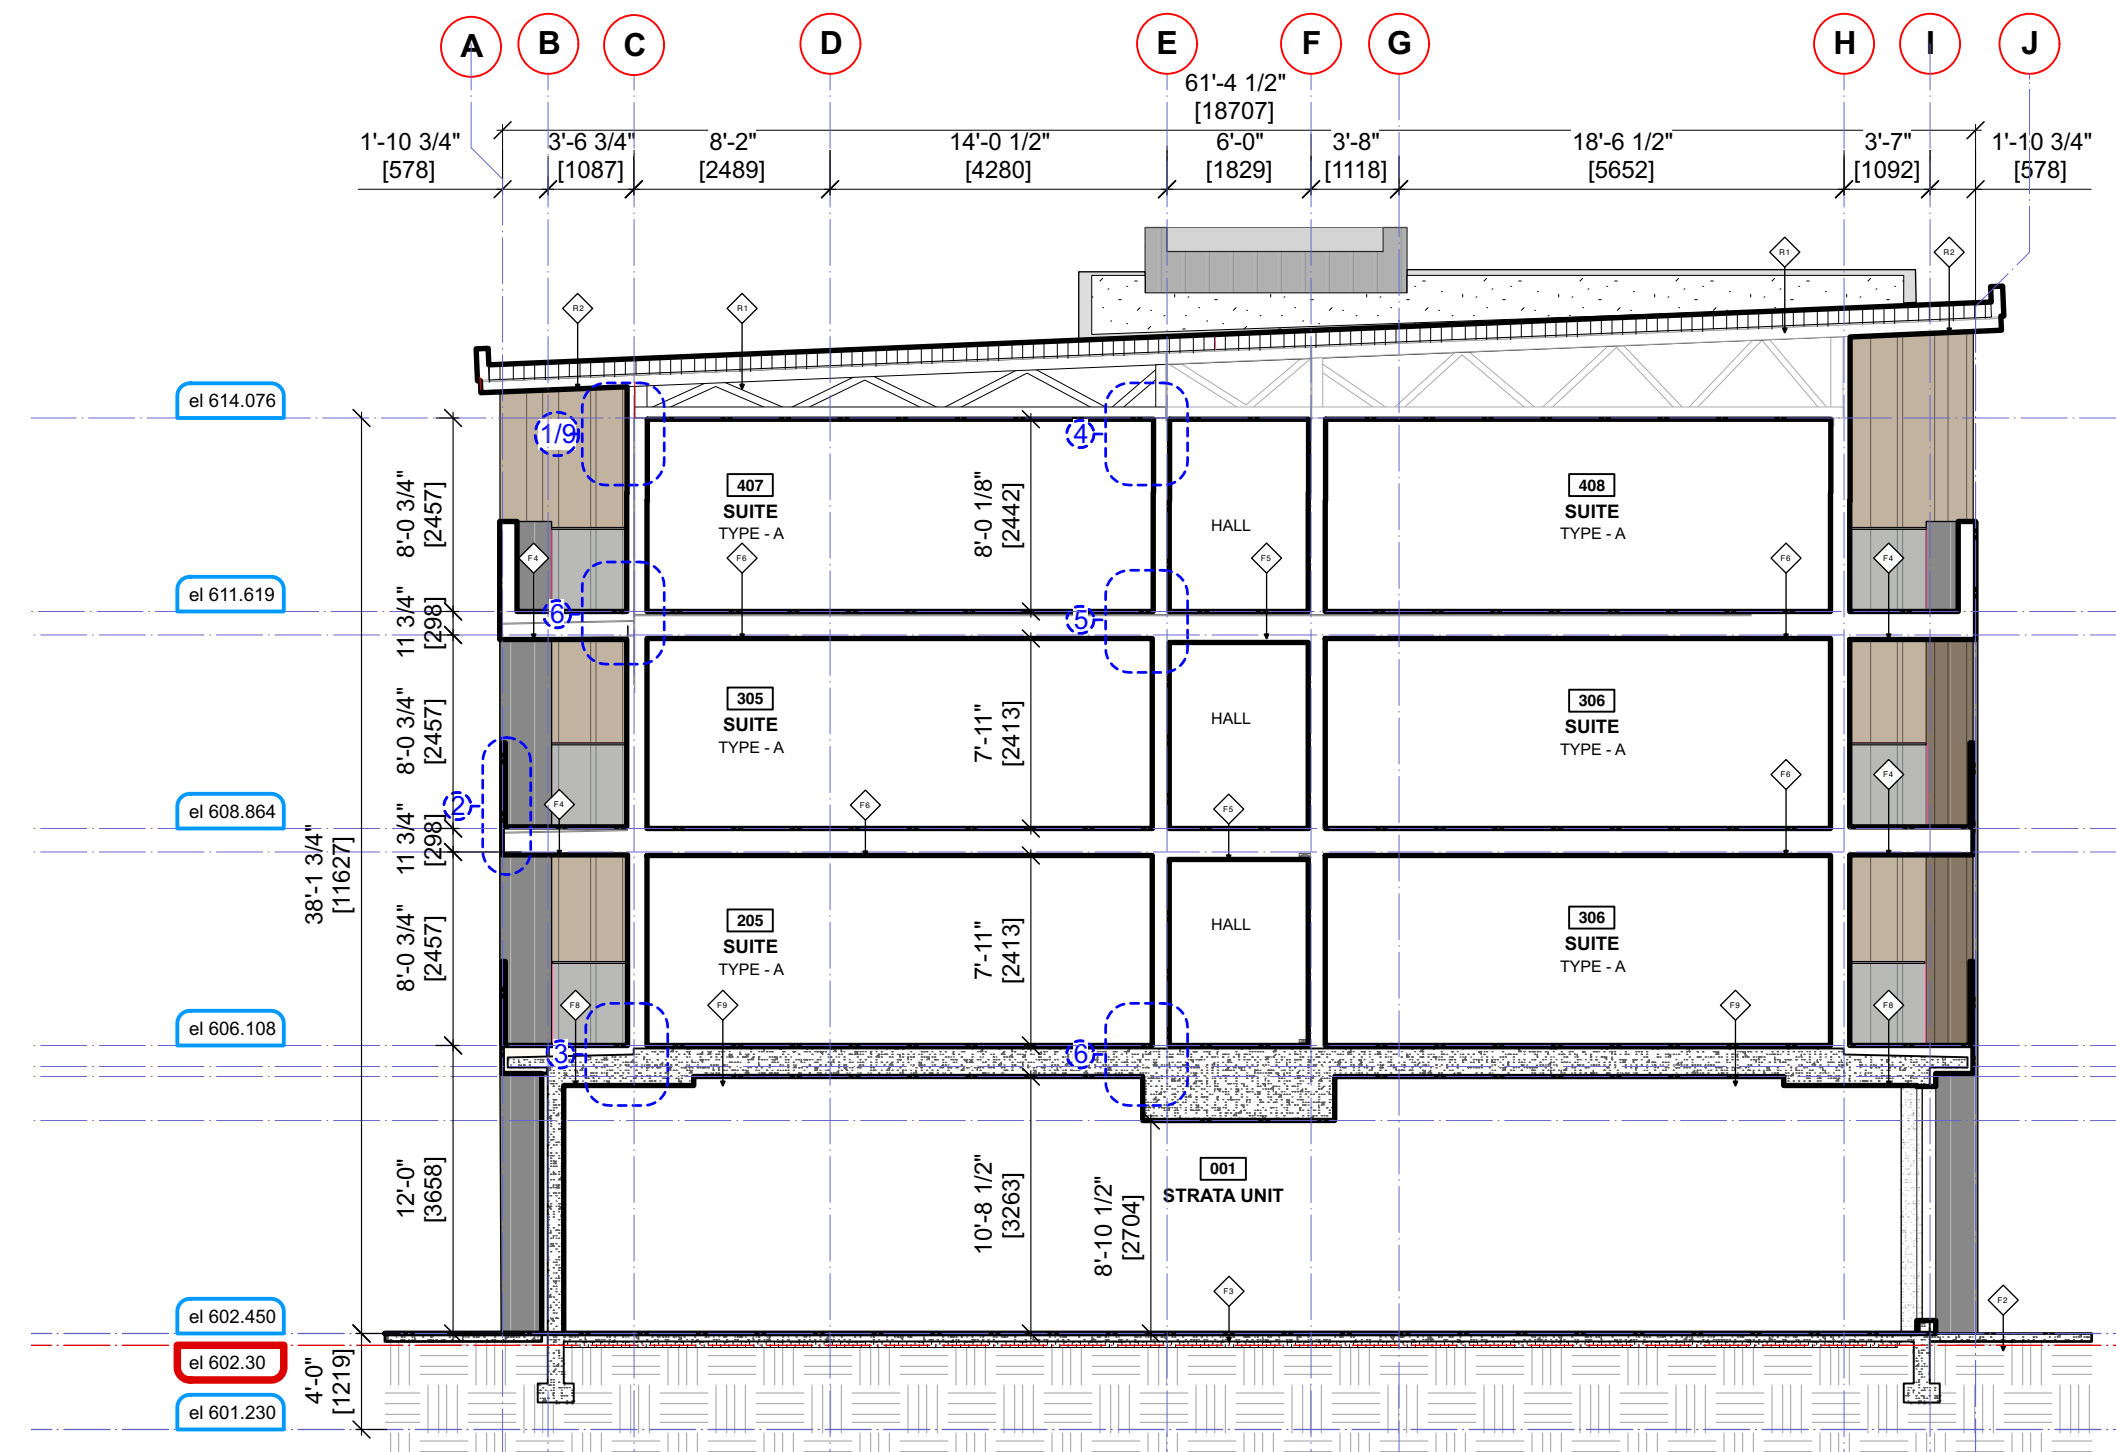 A B C D E F G H I J
61'-4 1/2"
[18707]
1'-10 3/4" 3'-6 3/4" 8'-2" 14'-0 1/2" 6'-0" 3'-8" 18'-6 1/2" 3'-7" 1'-10 3/4"
[578] [1087] [2489] [4280] [1829] [1118] [5652] [1092] [578]
R1 R2
R2 R1
el 614.076
1/9 4
8'-0 3/4"
[2457]
407
SUITE
TYPE - A
8'-0 1/8"
[2442]
HALL
408
SUITE
TYPE - A
F4 F6 F5 F6 F4
el 611.619
11 3/4"
[298]
6 5
8'-0 3/4"
[2457]
305
SUITE
TYPE - A
7'-11"
[2413]
HALL
306
SUITE
TYPE - A
2
F4 F6 F5 F6 F4
el 608.864
11 3/4"
[298]
38'-1 3/4"
[11627]
8'-0 3/4"
[2457]
205
SUITE
TYPE - A
7'-11"
[2413]
HALL
306
SUITE
TYPE - A
F8 F9 F9 F8
el 606.108
3 6
12'-0"
[3658]
10'-8 1/2"
[3263]
8'-10 1/2"
[2704]
001
STRATA UNIT
F3 F2
el 602.450
el 602.30
4'-0"
[1219]
el 601.230